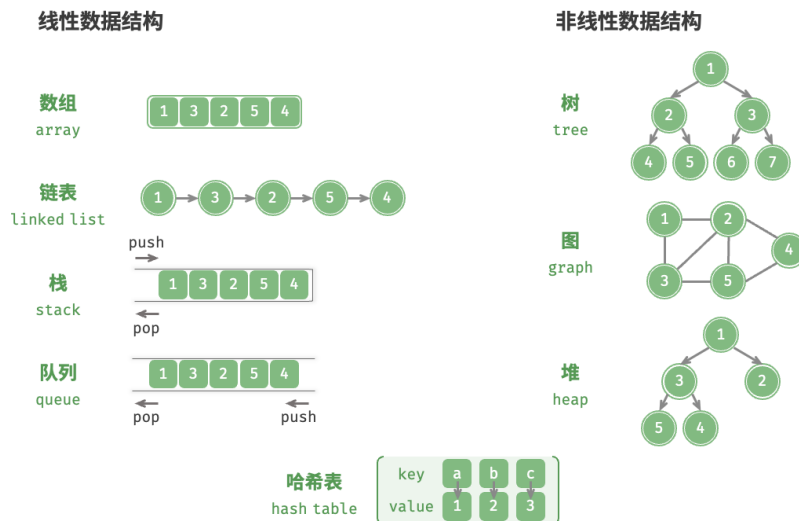 线性数据结构
数组
array
1 3 2 5 4
链表
linked list
1 3 2 5 4
栈
stack
push
1 3 2 5 4
pop
队列
queue
1 3 2 5 4
pop push
非线性数据结构
树
tree
1
2 3
4 5 6 7
图
graph
1 2
4
3 5
堆
heap
1
3 2
5 4
哈希表
hash table
key a b c
value 1 2 3